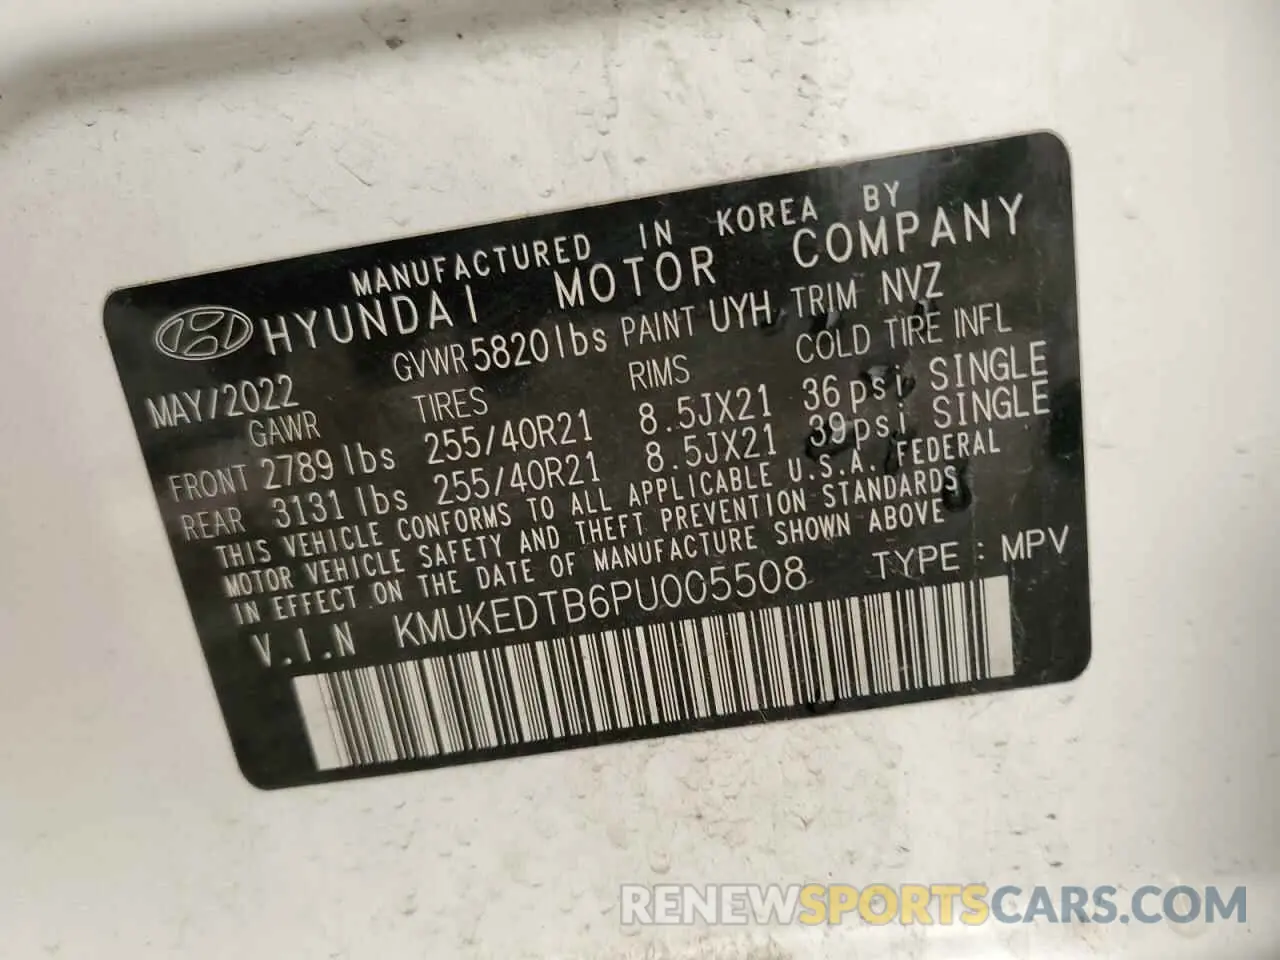 MANUFACTURED IN KOREA BY
HYUNDAI MOTOR COMPANY
MAY/2022 GVWR 5820lbs PAINT UYH TRIM NVZ
GAWR TIRES RIMS COLD TIRE INFL
FRONT 2789 lbs 255/40R21 8.5JX21 36psi SINGLE
REAR 3131 lbs 255/40R21 8.5JX21 39psi SINGLE
THIS VEHICLE CONFORMS TO ALL APPLICABLE U.S.A. FEDERAL
MOTOR VEHICLE SAFETY AND THEFT PREVENTION STANDARDS
IN EFFECT ON THE DATE OF MANUFACTURE SHOWN ABOVE
V.I.N KMUKEDTB6PU005508 TYPE : MPV
RENEWSPORTSCARS.COM